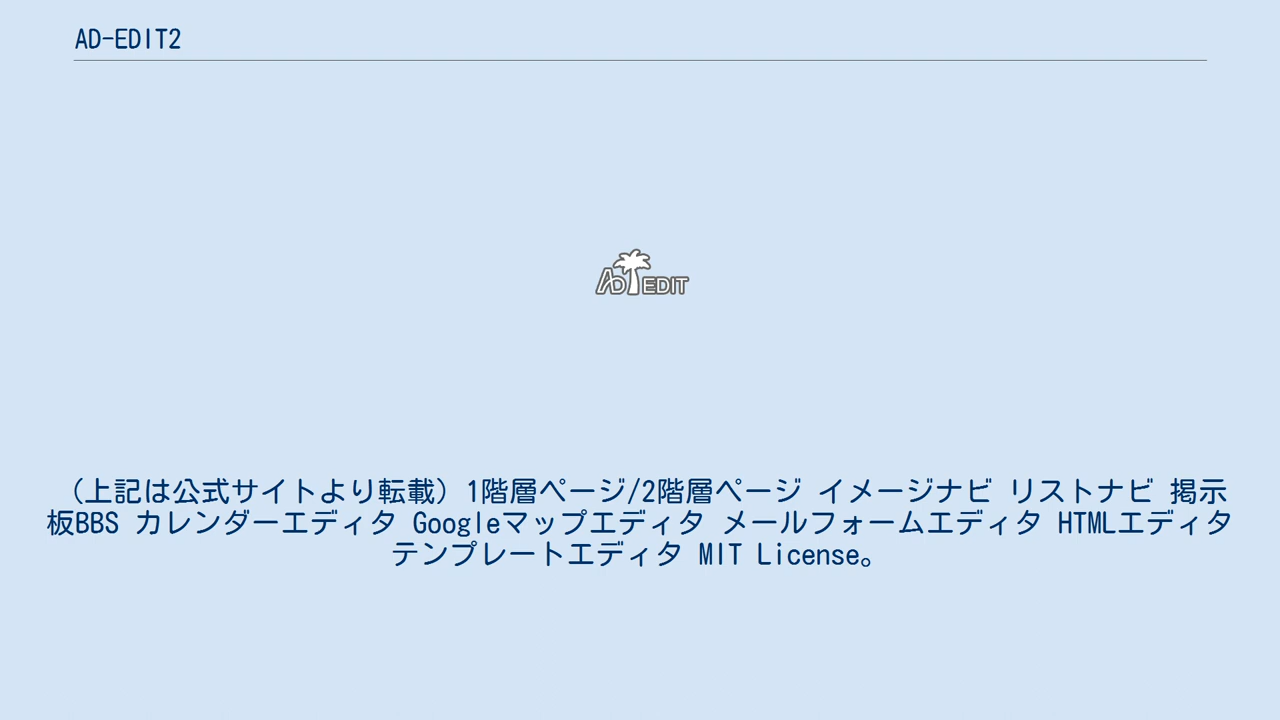 AD-EDIT2
AD EDIT
（上記は公式サイトより転載）1階層ページ/2階層ページ イメージナビ リストナビ 掲示
板BBS カレンダーエディタ Googleマップエディタ メールフォームエディタ HTMLエディタ
テンプレートエディタ MIT License。